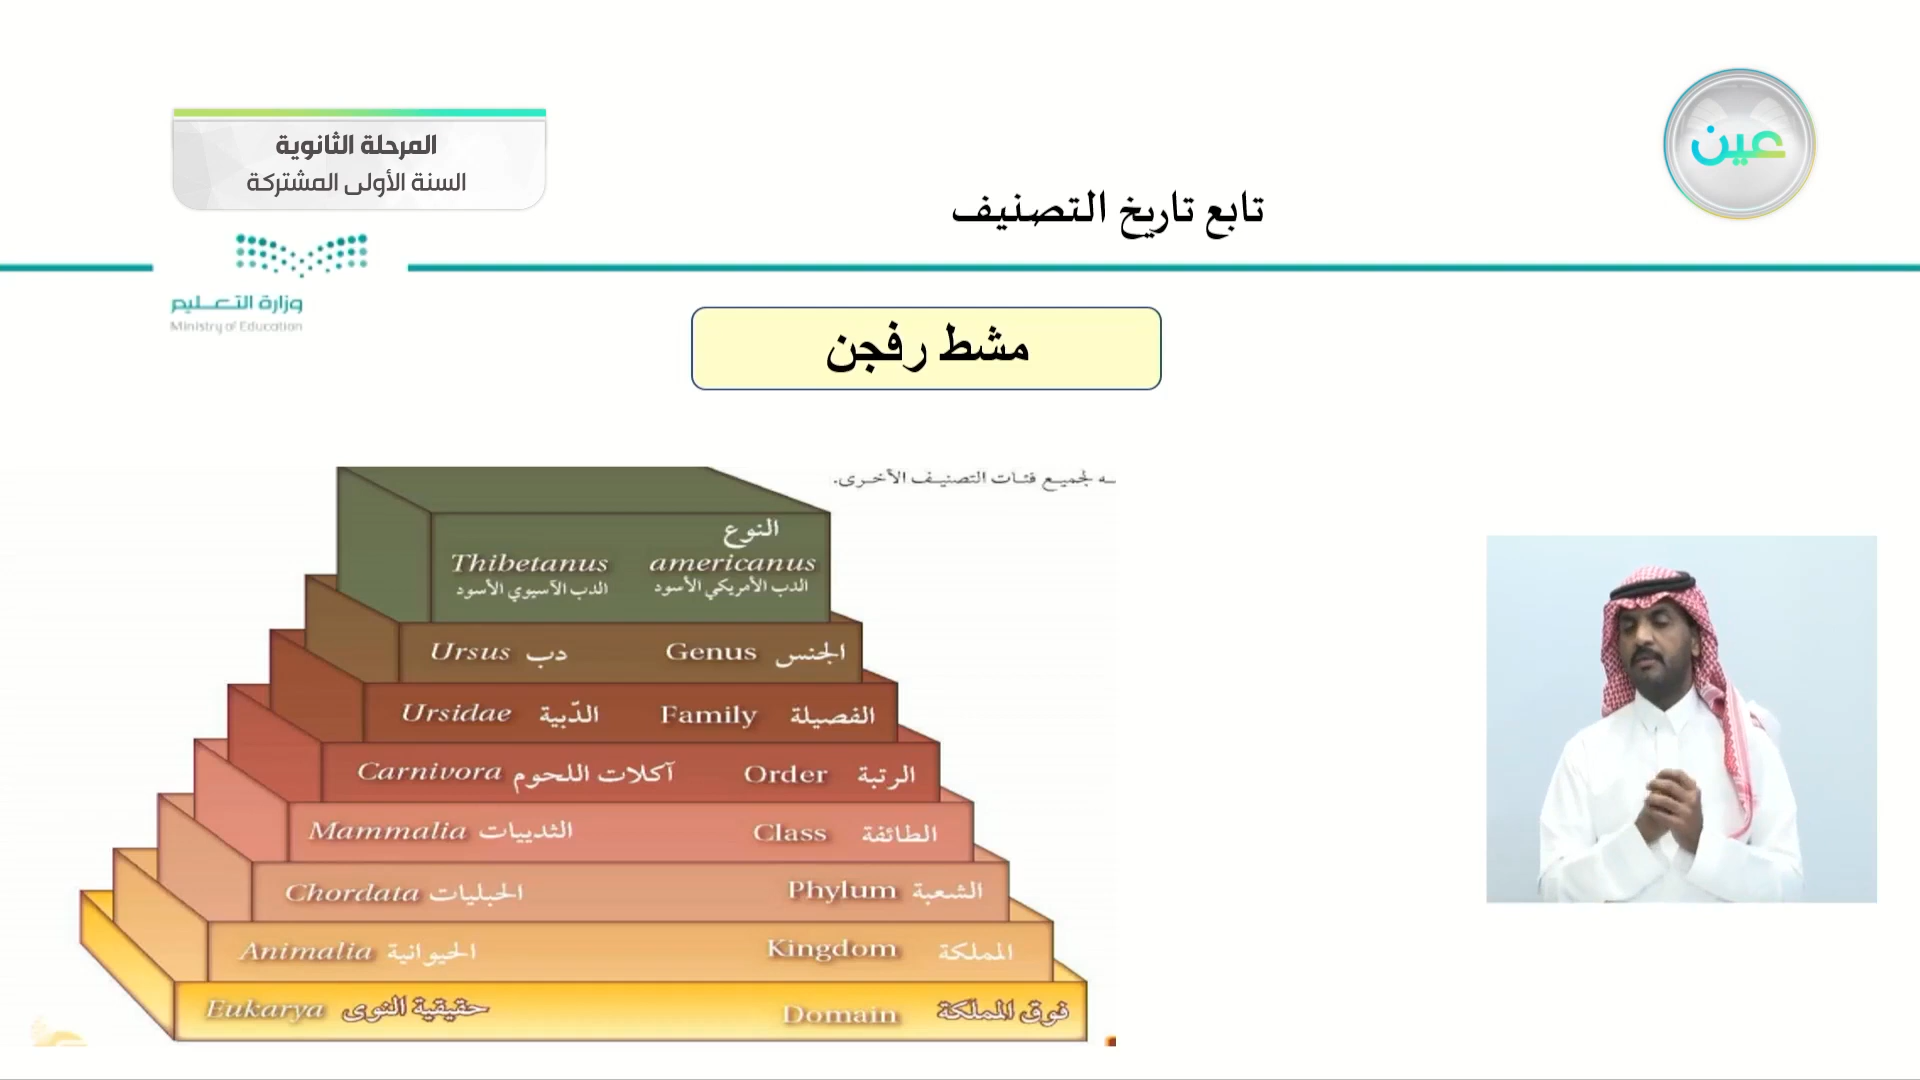 عين
المرحلة الثانوية
السنة الأولى المشتركة
تابع تاريخ التصنيف
وزارة التعليم
Ministry of Education
مشط رفجن
لجميع فئات التصنيف الآخرى.
النوع
americanus Thibetanus
الدب الأمريكي الأسود الدب الآسيوي الأسود
الجنس Genus دب Ursus
الفصيلة Family الدّبية Ursidae
الرتبة Order آكلات اللحوم Carnivora
الطائفة Class الثدييات Mammalia
الشعبة Phylum الحبليات Chordata
المملكة Kingdom الحيوانية Animalia
فوق المملكة Domain حقيقية النوى Eukarya